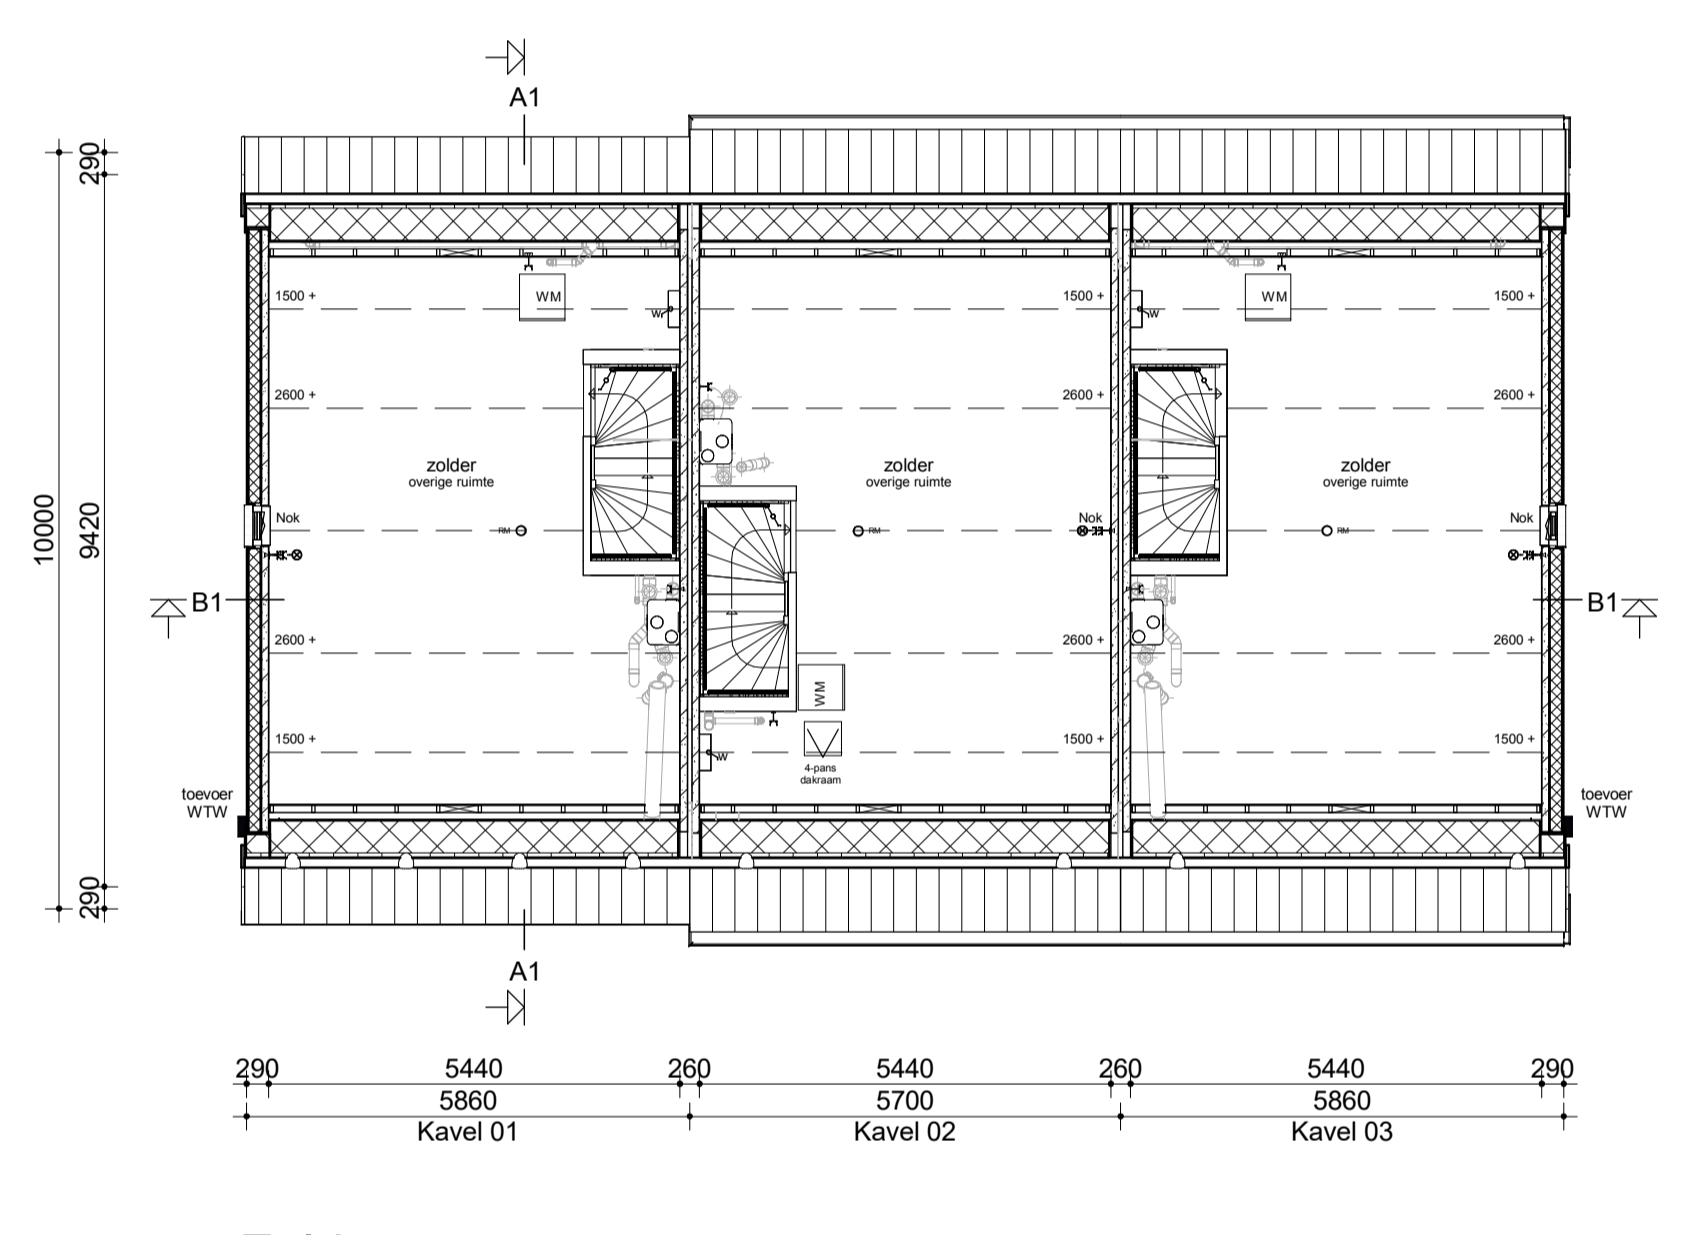 A1
290
1500 +
WM
W
1500 +
W
WM
1500 +
2600 +
2600 +
2600 +
zolder
overige ruimte
zolder
overige ruimte
zolder
overige ruimte
10000
9420
Nok
RM
RM
Nok
RM
Nok
B1
B1
2600 +
2600 +
2600 +
WM
1500 +
W
1500 +
1500 +
4-pans
dakraam
toevoer
WTW
toevoer
WTW
290
A1
290 5440 260 5440 260 5440 290
5860 5700 5860
Kavel 01 Kavel 02 Kavel 03